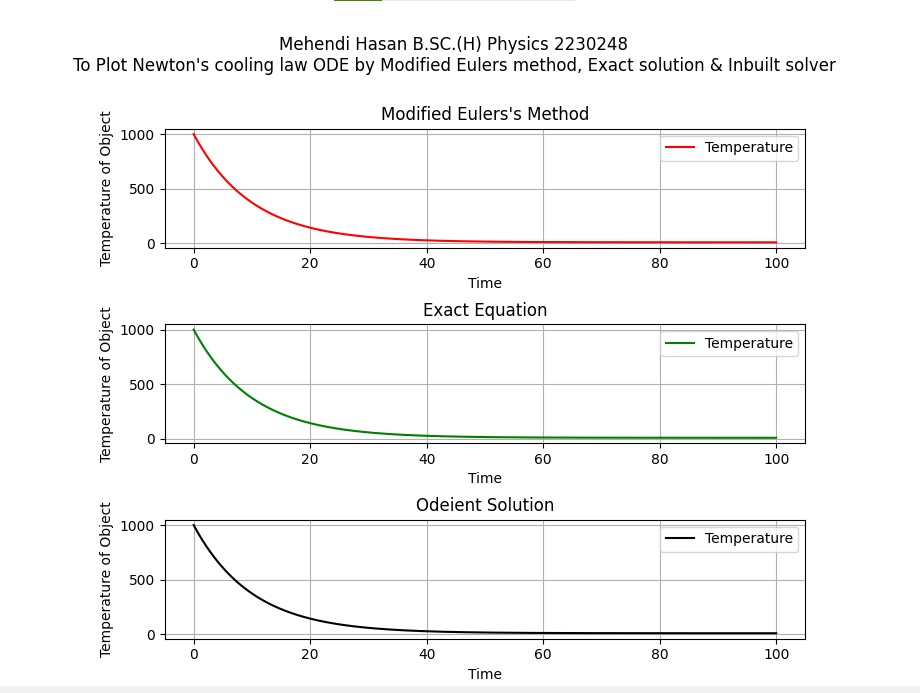 Mehendi Hasan B.SC.(H) Physics 2230248
To Plot Newton's cooling law ODE by Modified Eulers method, Exact solution & Inbuilt solver
Modified Eulers's Method
Temperature of Object
1000
500
0
Temperature
0 20 40 60 80 100
Time
Exact Equation
Temperature of Object
1000
500
0
Temperature
0 20 40 60 80 100
Time
Odeient Solution
Temperature of Object
1000
500
0
Temperature
0 20 40 60 80 100
Time